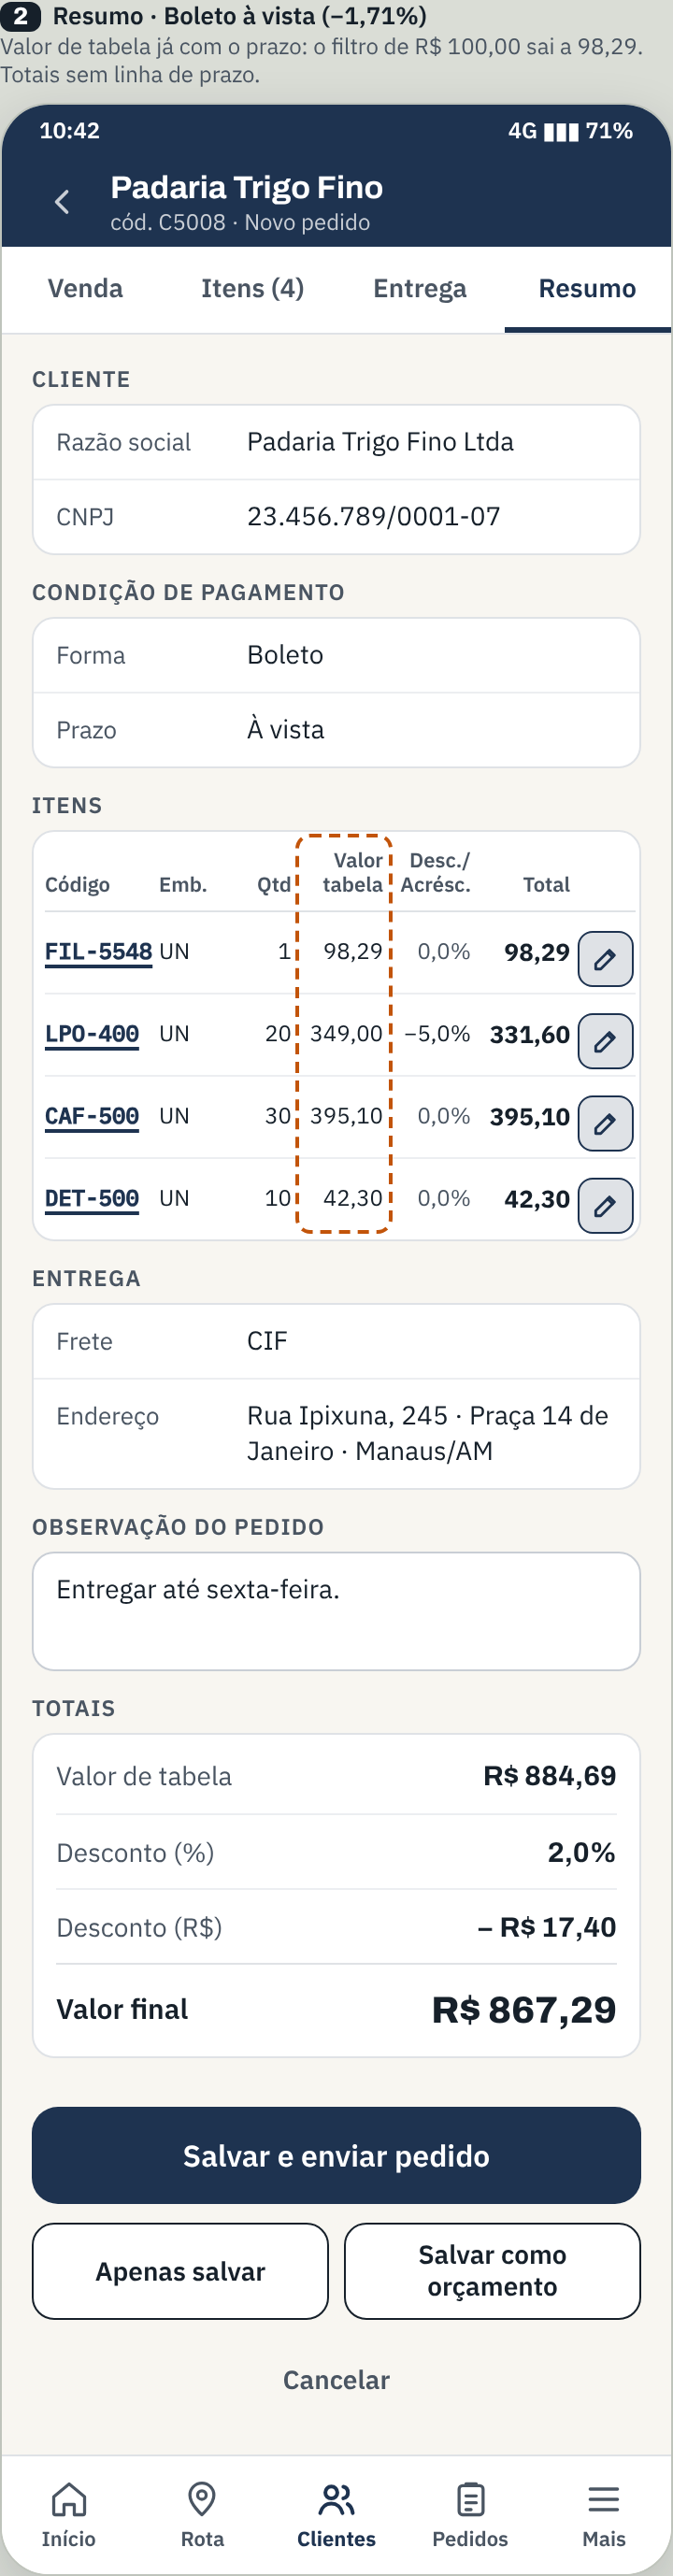 2 Resumo · Boleto à vista (−1,71%)
Valor de tabela já com o prazo: o filtro de R$ 100,00 sai a 98,29.
Totais sem linha de prazo.
10:42 4G 71%
Padaria Trigo Fino
cód. C5008 · Novo pedido
Venda Itens (4) Entrega Resumo
CLIENTE
Razão social Padaria Trigo Fino Ltda
CNPJ 23.456.789/0001-07
CONDIÇÃO DE PAGAMENTO
Forma Boleto
Prazo À vista
ITENS
Valor Desc./
Código Emb. Qtd tabela Acrésc. Total
FIL-5548 UN 1 98,29 0,0% 98,29
LPO-400 UN 20 349,00 −5,0% 331,60
CAF-500 UN 30 395,10 0,0% 395,10
DET-500 UN 10 42,30 0,0% 42,30
ENTREGA
Frete CIF
Endereço Rua Ipixuna, 245 · Praça 14 de
Janeiro · Manaus/AM
OBSERVAÇÃO DO PEDIDO
Entregar até sexta-feira.
TOTAIS
Valor de tabela R$ 884,69
Desconto (%) 2,0%
Desconto (R$) − R$ 17,40
Valor final R$ 867,29
Salvar e enviar pedido
Apenas salvar
Salvar como
orçamento
Cancelar
Início Rota Clientes Pedidos Mais